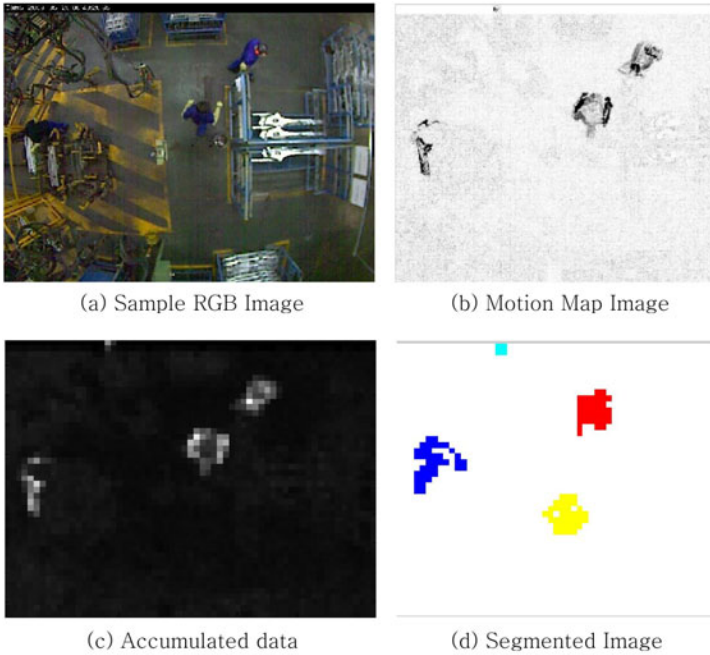 (a) Sample RGB Image
(b) Motion Map Image
(c) Accumulated data
(d) Segmented Image